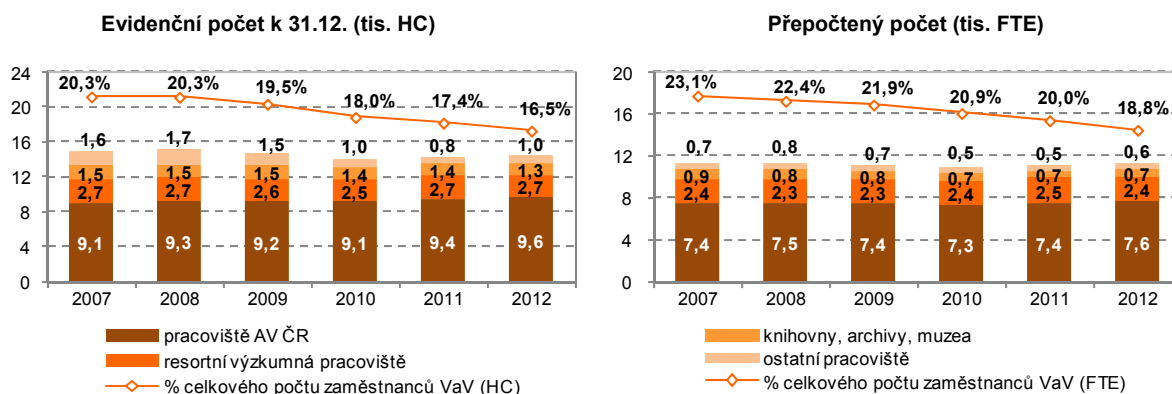 Evidenční počet k 31.12. (tis. HC)
24
20
16
12
8
4
0
20,3% 20,3% 19,5% 18,0% 17,4% 16,5%
1,6 1,7 1,5 1,0 0,8 1,0
1,5 1,5 1,5 1,4 1,4 1,3
2,7 2,7 2,6 2,5 2,7 2,7
9,1 9,3 9,2 9,1 9,4 9,6
2007 2008 2009 2010 2011 2012
pracoviště AV ČR
resortní výzkumná pracoviště
% celkového počtu zaměstnanců VaV (HC)
Přepočtený počet (tis. FTE)
20
16
12
8
4
0
23,1% 22,4% 21,9% 20,9% 20,0% 18,8%
0,7 0,8 0,7 0,5 0,5 0,6
0,9 0,8 0,8 0,7 0,7 0,7
2,4 2,3 2,3 2,4 2,5 2,4
7,4 7,5 7,4 7,3 7,4 7,6
2007 2008 2009 2010 2011 2012
knihovny, archivy, muzea
ostatní pracoviště
% celkového počtu zaměstnanců VaV (FTE)